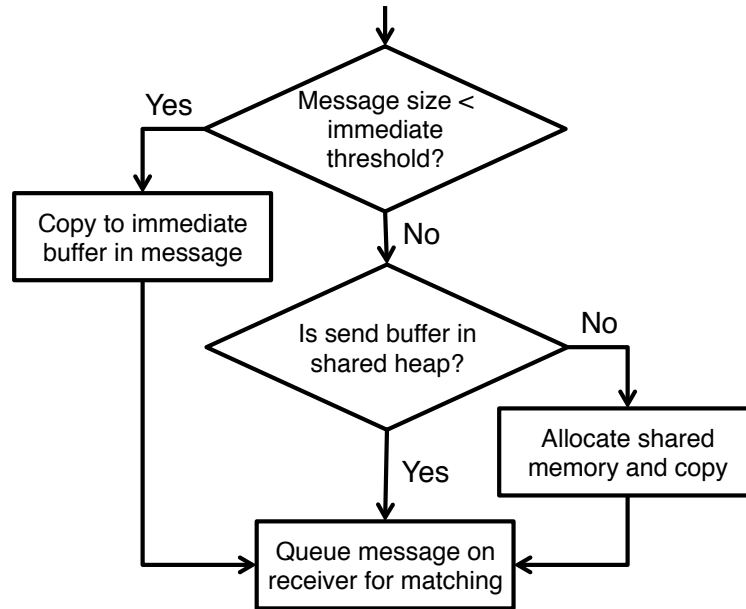 Message size <
immediate
threshold?
Yes
Copy to immediate
buffer in message
No
Is send buffer in
shared heap?
No
Allocate shared
memory and copy
Yes
Queue message on
receiver for matching